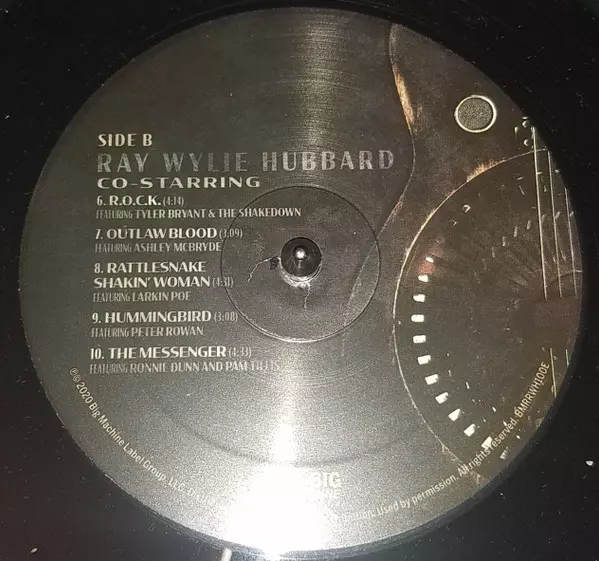 SIDE B
RAY WYLIE HUBBARD
CO-STARRING
6. R.O.C.K. (4:14)
FEATURING TYLER BRYANT & THE SHAKEDOWN
7. OUTLAW BLOOD (3:09)
FEATURING ASHLEY MCBRYDE
8. RATTLESNAKE
SHAKIN' WOMAN (4:31)
FEATURING LARKIN POE
9. HUMMINGBIRD (3:08)
FEATURING PETER ROWAN
10. THE MESSENGER (4:33)
FEATURING RONNIE DUNN AND PAM TILLIS
BIG
℗© 2020 Big Machine Label Group, LLC. Used by permission. All rights reserved. BMRRWH100E